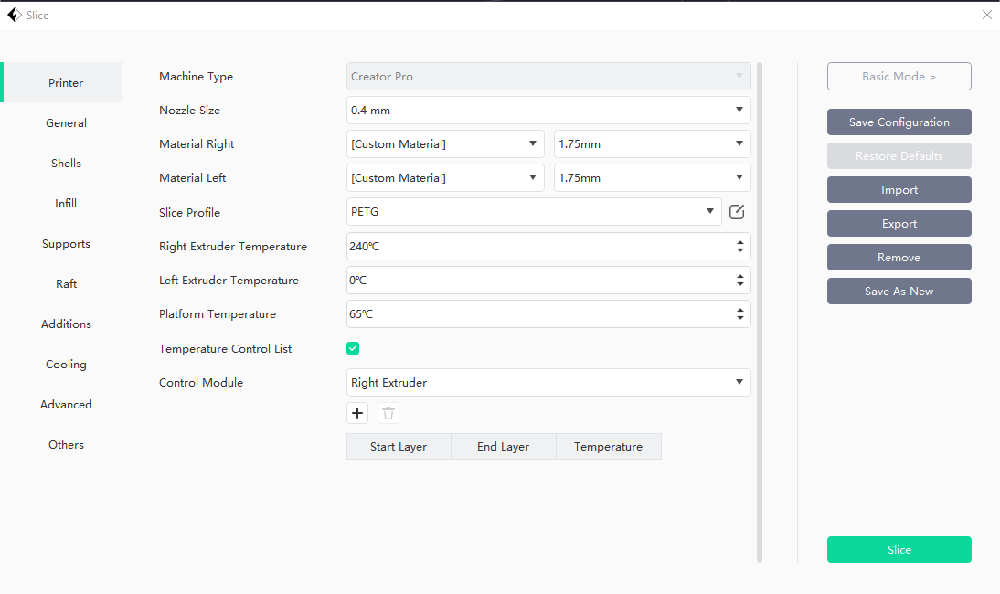 Slice
Printer
General
Shells
Infill
Supports
Raft
Additions
Cooling
Advanced
Others
Machine Type Creator Pro
Nozzle Size 0.4 mm
Material Right [Custom Material] 1.75mm
Material Left [Custom Material] 1.75mm
Slice Profile PETG
Right Extruder Temperature 240℃
Left Extruder Temperature 0℃
Platform Temperature 65℃
Temperature Control List
Control Module Right Extruder
Start Layer End Layer Temperature
Basic Mode >
Save Configuration
Restore Defaults
Import
Export
Remove
Save As New
Slice